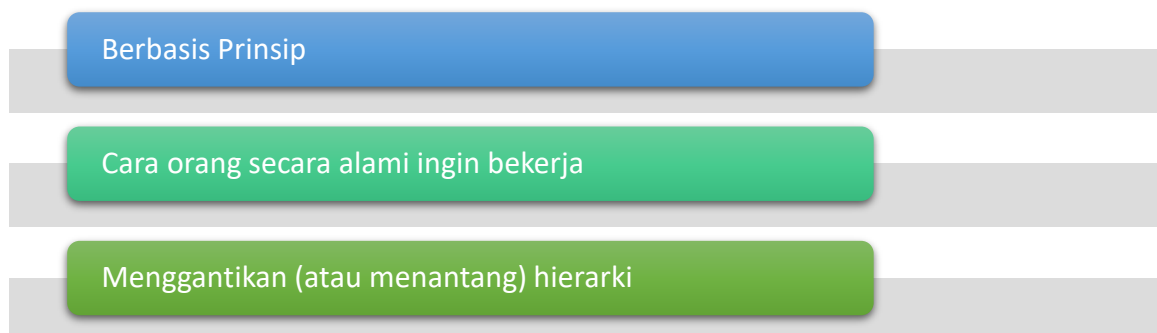 Berbasis Prinsip
Cara orang secara alami ingin bekerja
Menggantikan (atau menantang) hierarki